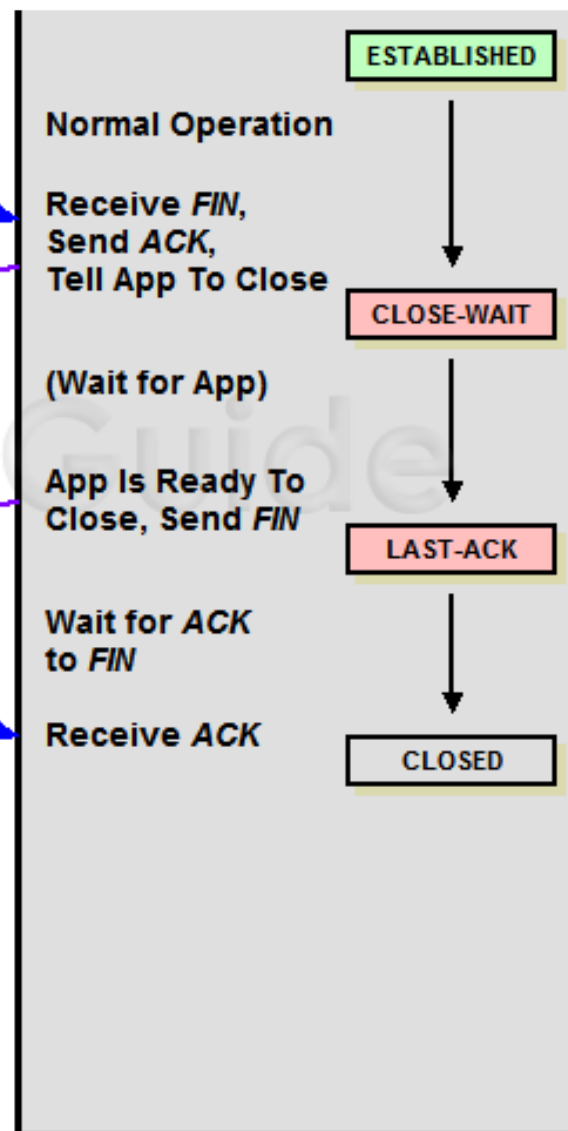 ESTABLISHED
Normal Operation
Receive FIN,
Send ACK,
Tell App To Close
CLOSE-WAIT
(Wait for App)
Guide
App Is Ready To
Close, Send FIN
LAST-ACK
Wait for ACK
to FIN
Receive ACK
CLOSED